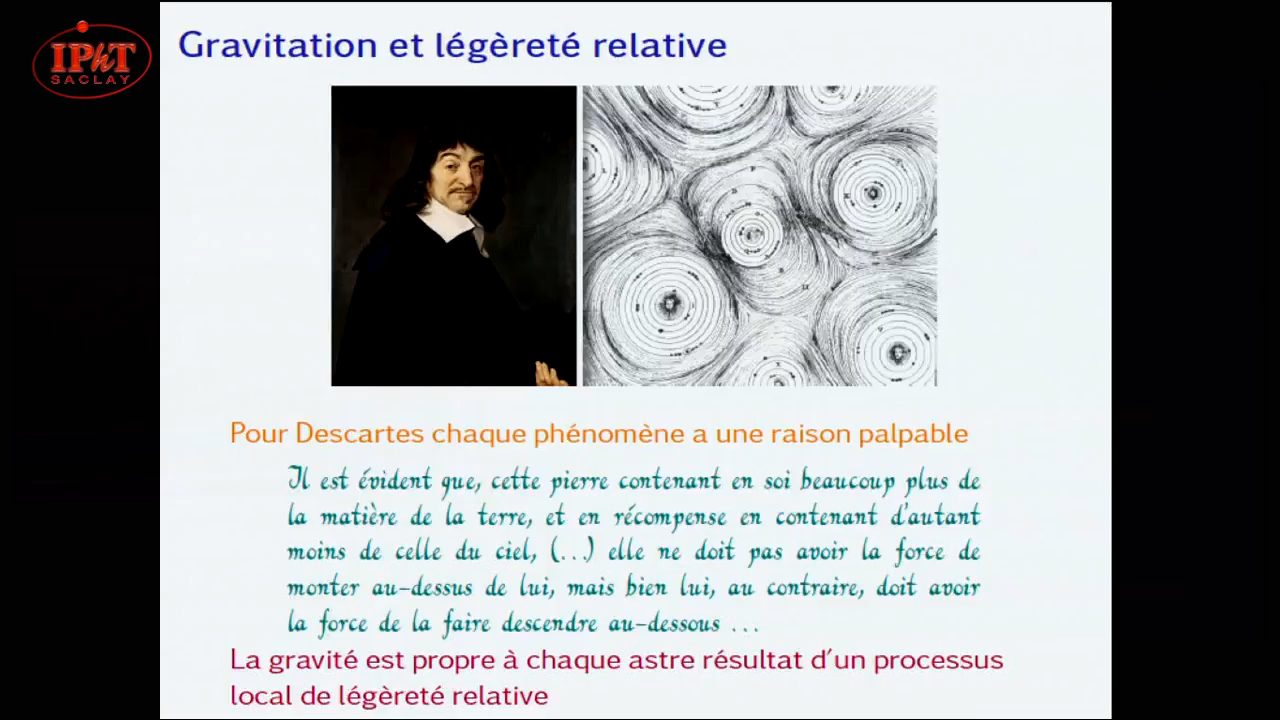 IPhT
SACLAY
Gravitation et légèreté relative
Pour Descartes chaque phénomène a une raison palpable
Il est évident que, cette pierre contenant en soi beaucoup plus de
la matière de la terre, et en récompense en contenant d'autant
moins de celle du ciel, (...) elle ne doit pas avoir la force de
monter au-dessus de lui, mais bien lui, au contraire, doit avoir
la force de la faire descendre au-dessous ...
La gravité est propre à chaque astre résultat d'un processus
local de légèreté relative